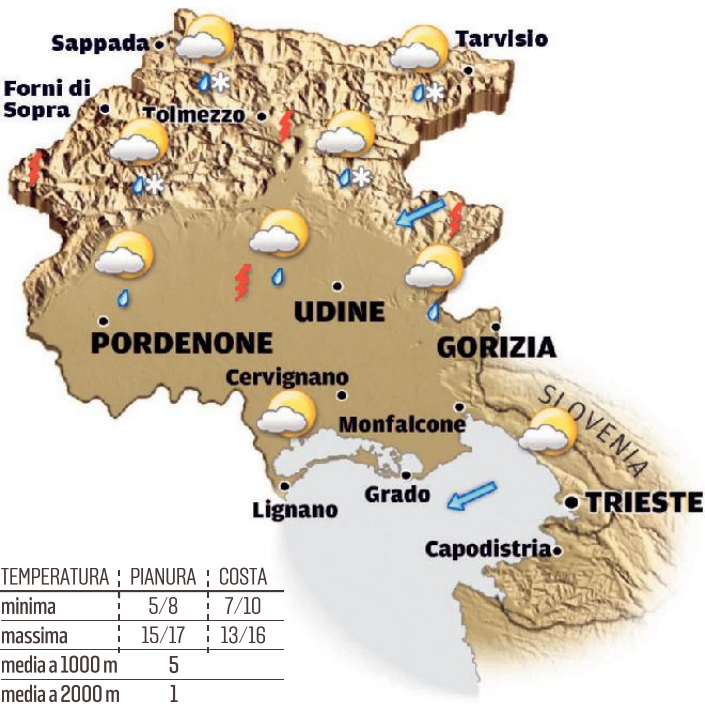 Sappada
Tarvisio
Forni di
Sopra
Tolmezzo
UDINE
PORDENONE
GORIZIA
Cervignano
SLOVENIA
Monfalcone
Grado
Lignano
TRIESTE
Capodistria
TEMPERATURA PIANURA COSTA
minima 5/8 7/10
massima 15/17 13/16
media a 1000 m 5
media a 2000 m 1